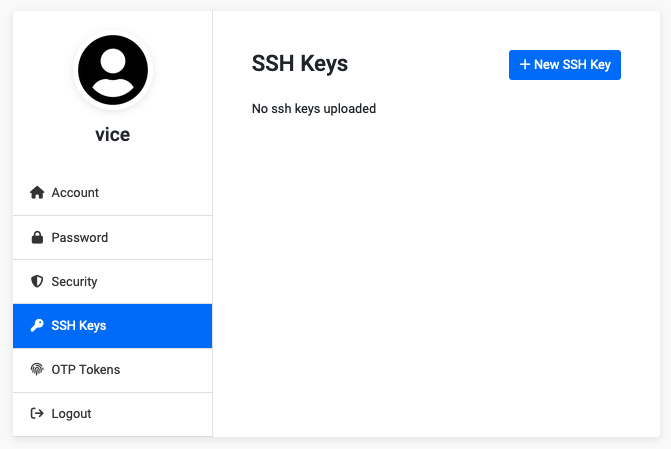 vice
Account
Password
Security
SSH Keys
OTP Tokens
Logout
SSH Keys
+ New SSH Key
No ssh keys uploaded